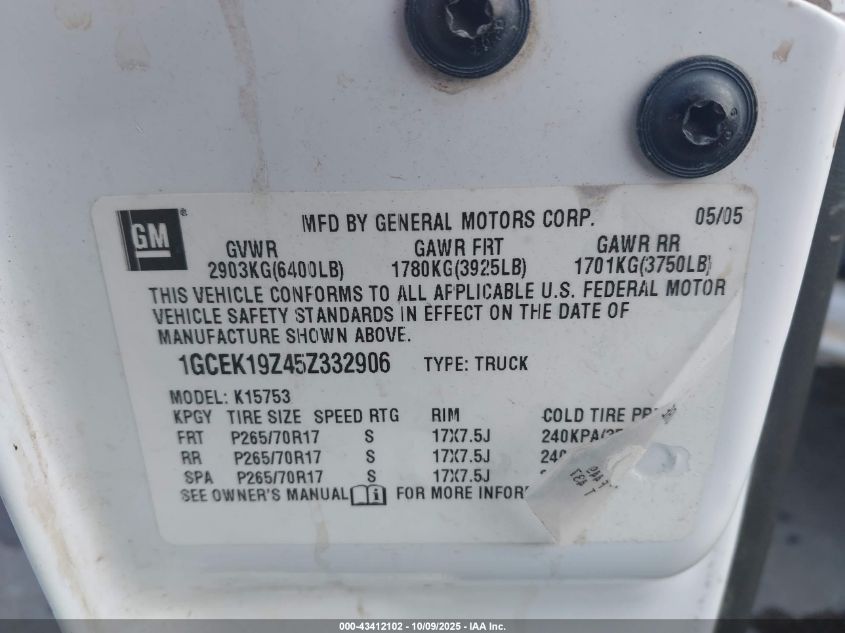 GM
MFD BY GENERAL MOTORS CORP. 05/05
GVWR GAWR FRT GAWR RR
2903KG(6400LB) 1780KG(3925LB) 1701KG(3750LB)
THIS VEHICLE CONFORMS TO ALL APPLICABLE U.S. FEDERAL MOTOR
VEHICLE SAFETY STANDARDS IN EFFECT ON THE DATE OF
MANUFACTURE SHOWN ABOVE.
1GCEK19Z45Z332906 TYPE: TRUCK
MODEL: K15753
KPGY TIRE SIZE SPEED RTG RIM COLD TIRE
FRT P265/70R17 S 17X7.5J 240KPA
RR P265/70R17 S 17X7.5J
SPA P265/70R17 S 17X7.5J
SEE OWNER'S MANUAL FOR MORE
000-43412102 - 10/09/2025 - IAA Inc.